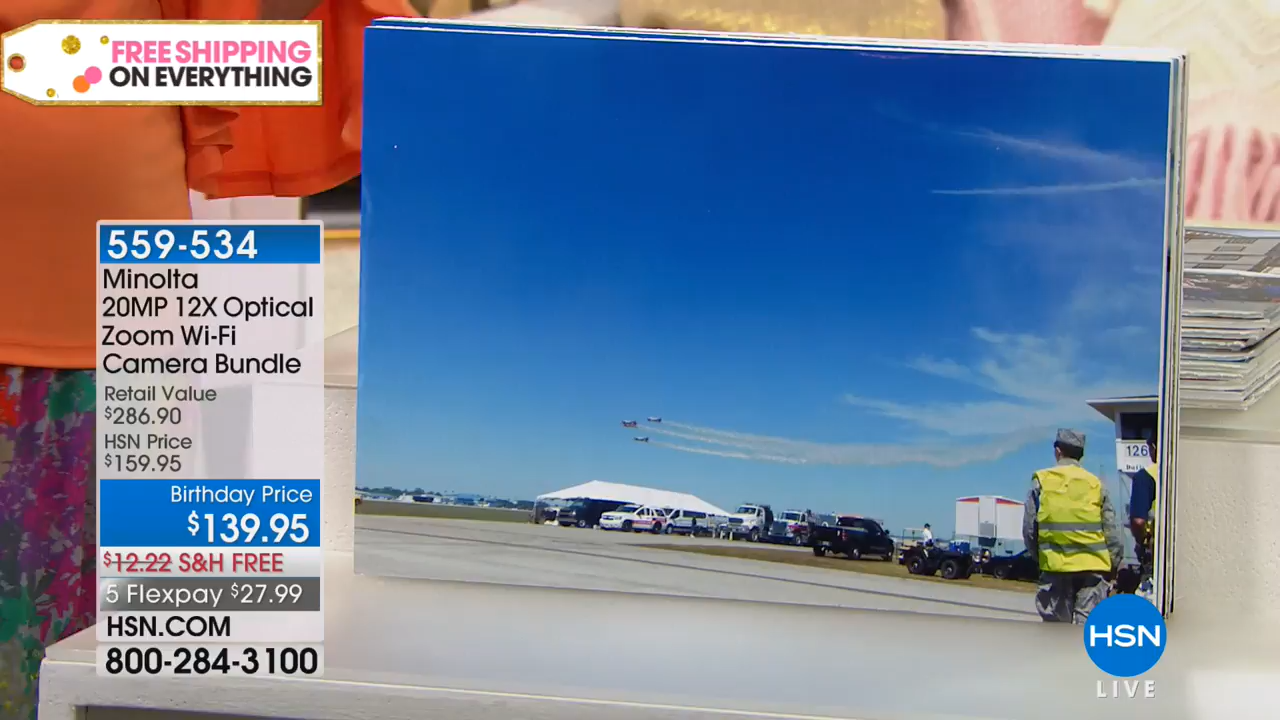 FREE SHIPPING
ON EVERYTHING
559-534
Minolta
20MP 12X Optical
Zoom Wi-Fi
Camera Bundle
Retail Value
$286.90
HSN Price
$159.95
Birthday Price
$139.95
$12.22 S&H FREE
5 Flexpay $27.99
HSN.COM
800-284-3100
126
HSN
LIVE